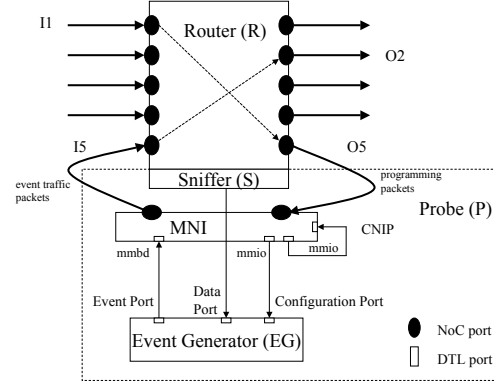 I1
Router (R)
O2
I5
O5
event traffic
packets
Sniffer (S)
programming
packets
Probe (P)
MNI
CNIP
mmbd
mmio
mmio
Event Port
Data
Port
Configuration Port
Event Generator (EG)
NoC port
DTL port